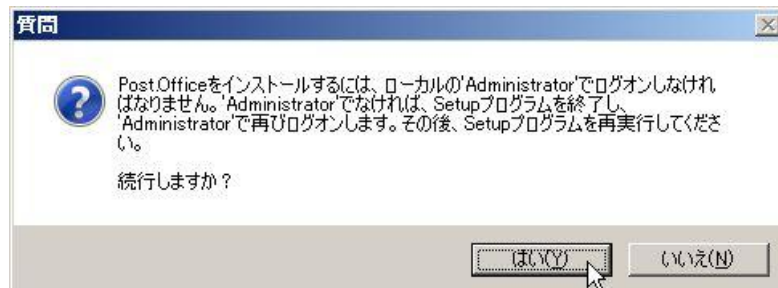 質問
Post.Officeをインストールするには、ローカルの'Administrator'でログオンしなけれ
ばなりません。'Administrator'でなければ、Setupプログラムを終了し、
'Administrator'で再びログオンします。その後、Setupプログラムを再実行してくださ
い。
続行しますか？
はい(Y)
いいえ(N)